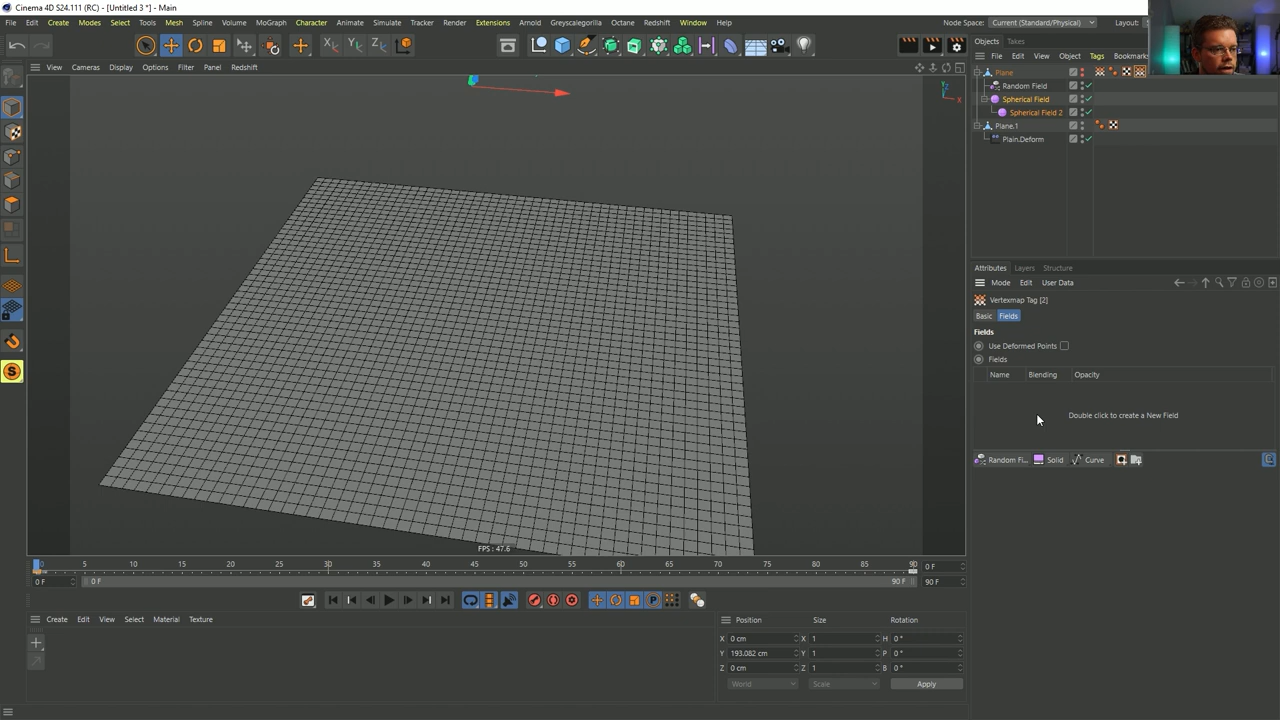 Cinema 4D S24.111 (RC) - [Untitled 3 *] - Main
File Edit Create Modes Select Tools Mesh Spline Volume MoGraph Character Animate Simulate Tracker Render Extensions Arnold Greyscalegorilla Octane Redshift Window Help
Node Space: Current (Standard/Physical) Layout:
X Y Z
Objects Takes
View Cameras Display Options Filter Panel Redshift
File Edit View Object Tags Bookmarks
Plane
Random Field
Spherical Field
Spherical Field 2
Plane.1
Plain.Deform
Y
X
Attributes Layers Structure
Mode Edit User Data
Vertexmap Tag [2]
Basic Fields
Fields
Use Deformed Points
Fields
Name Blending Opacity
Double click to create a New Field
Random Fi... Solid Curve
S
FPS : 47.6
0 5 10 15 20 25 30 35 40 45 50 55 60 65 70 75 80 85 90 0 F
0 F 0 F 90 F 90 F
P
Create Edit View Select Material Texture
Position Size Rotation
X 0 cm X 1 H 0 °
Y 193.082 cm Y 1 P 0 °
Z 0 cm Z 1 B 0 °
World Scale Apply